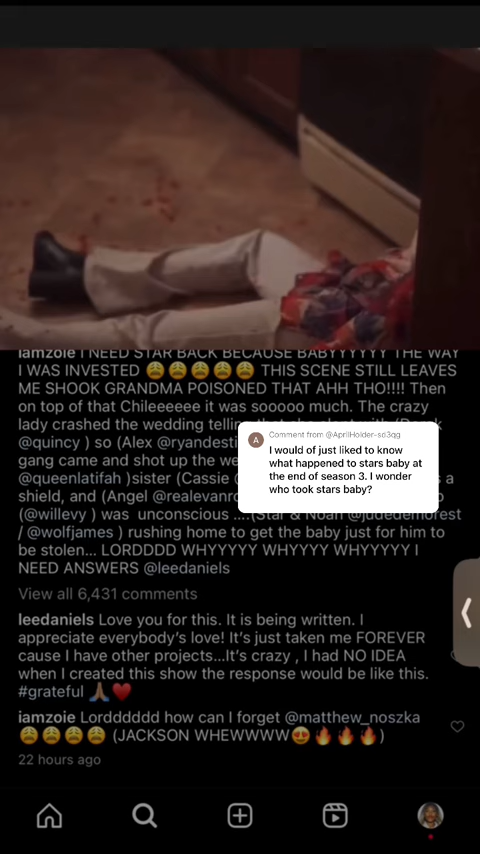 iamzoie I NEED STAR BACK BECAUSE BABYYYYYY THE WAY
I WAS INVESTED 😩😩😩😩😩 THIS SCENE STILL LEAVES
ME SHOOK GRANDMA POISONED THAT AHH THO!!!! Then
on top of that Chileeeeee it was sooooo much. The crazy
lady crashed the wedding
@quincy ) so (Alex
gang came and shot up the
@queenlatifah )sister (Cassie
shield, and (Angel
(@willevy ) was unconscious ....(Star & Noah @judedemorest
/ @wolfjames ) rushing home to get the baby just for him to
be stolen... LORDDDD WHYYYYY WHYYYY WHYYYYY I
NEED ANSWERS @leedaniels
Comment from @AprilHolder-s63qg
A
I would of just liked to know
what happened to stars baby at
the end of season 3. I wonder
who took stars baby?
View all 6,431 comments
leedaniels Love you for this. It is being written. I
appreciate everybody's love! It's just taken me FOREVER
cause I have other projects...It's crazy , I had NO IDEA
when I created this show the response would be like this.
#grateful 🙏🏽❤️
iamzoie Lordddddd how can I forget @matthew_noszka
😩😩😩😩 (JACKSON WHEWWWW😍🔥🔥🔥)
22 hours ago